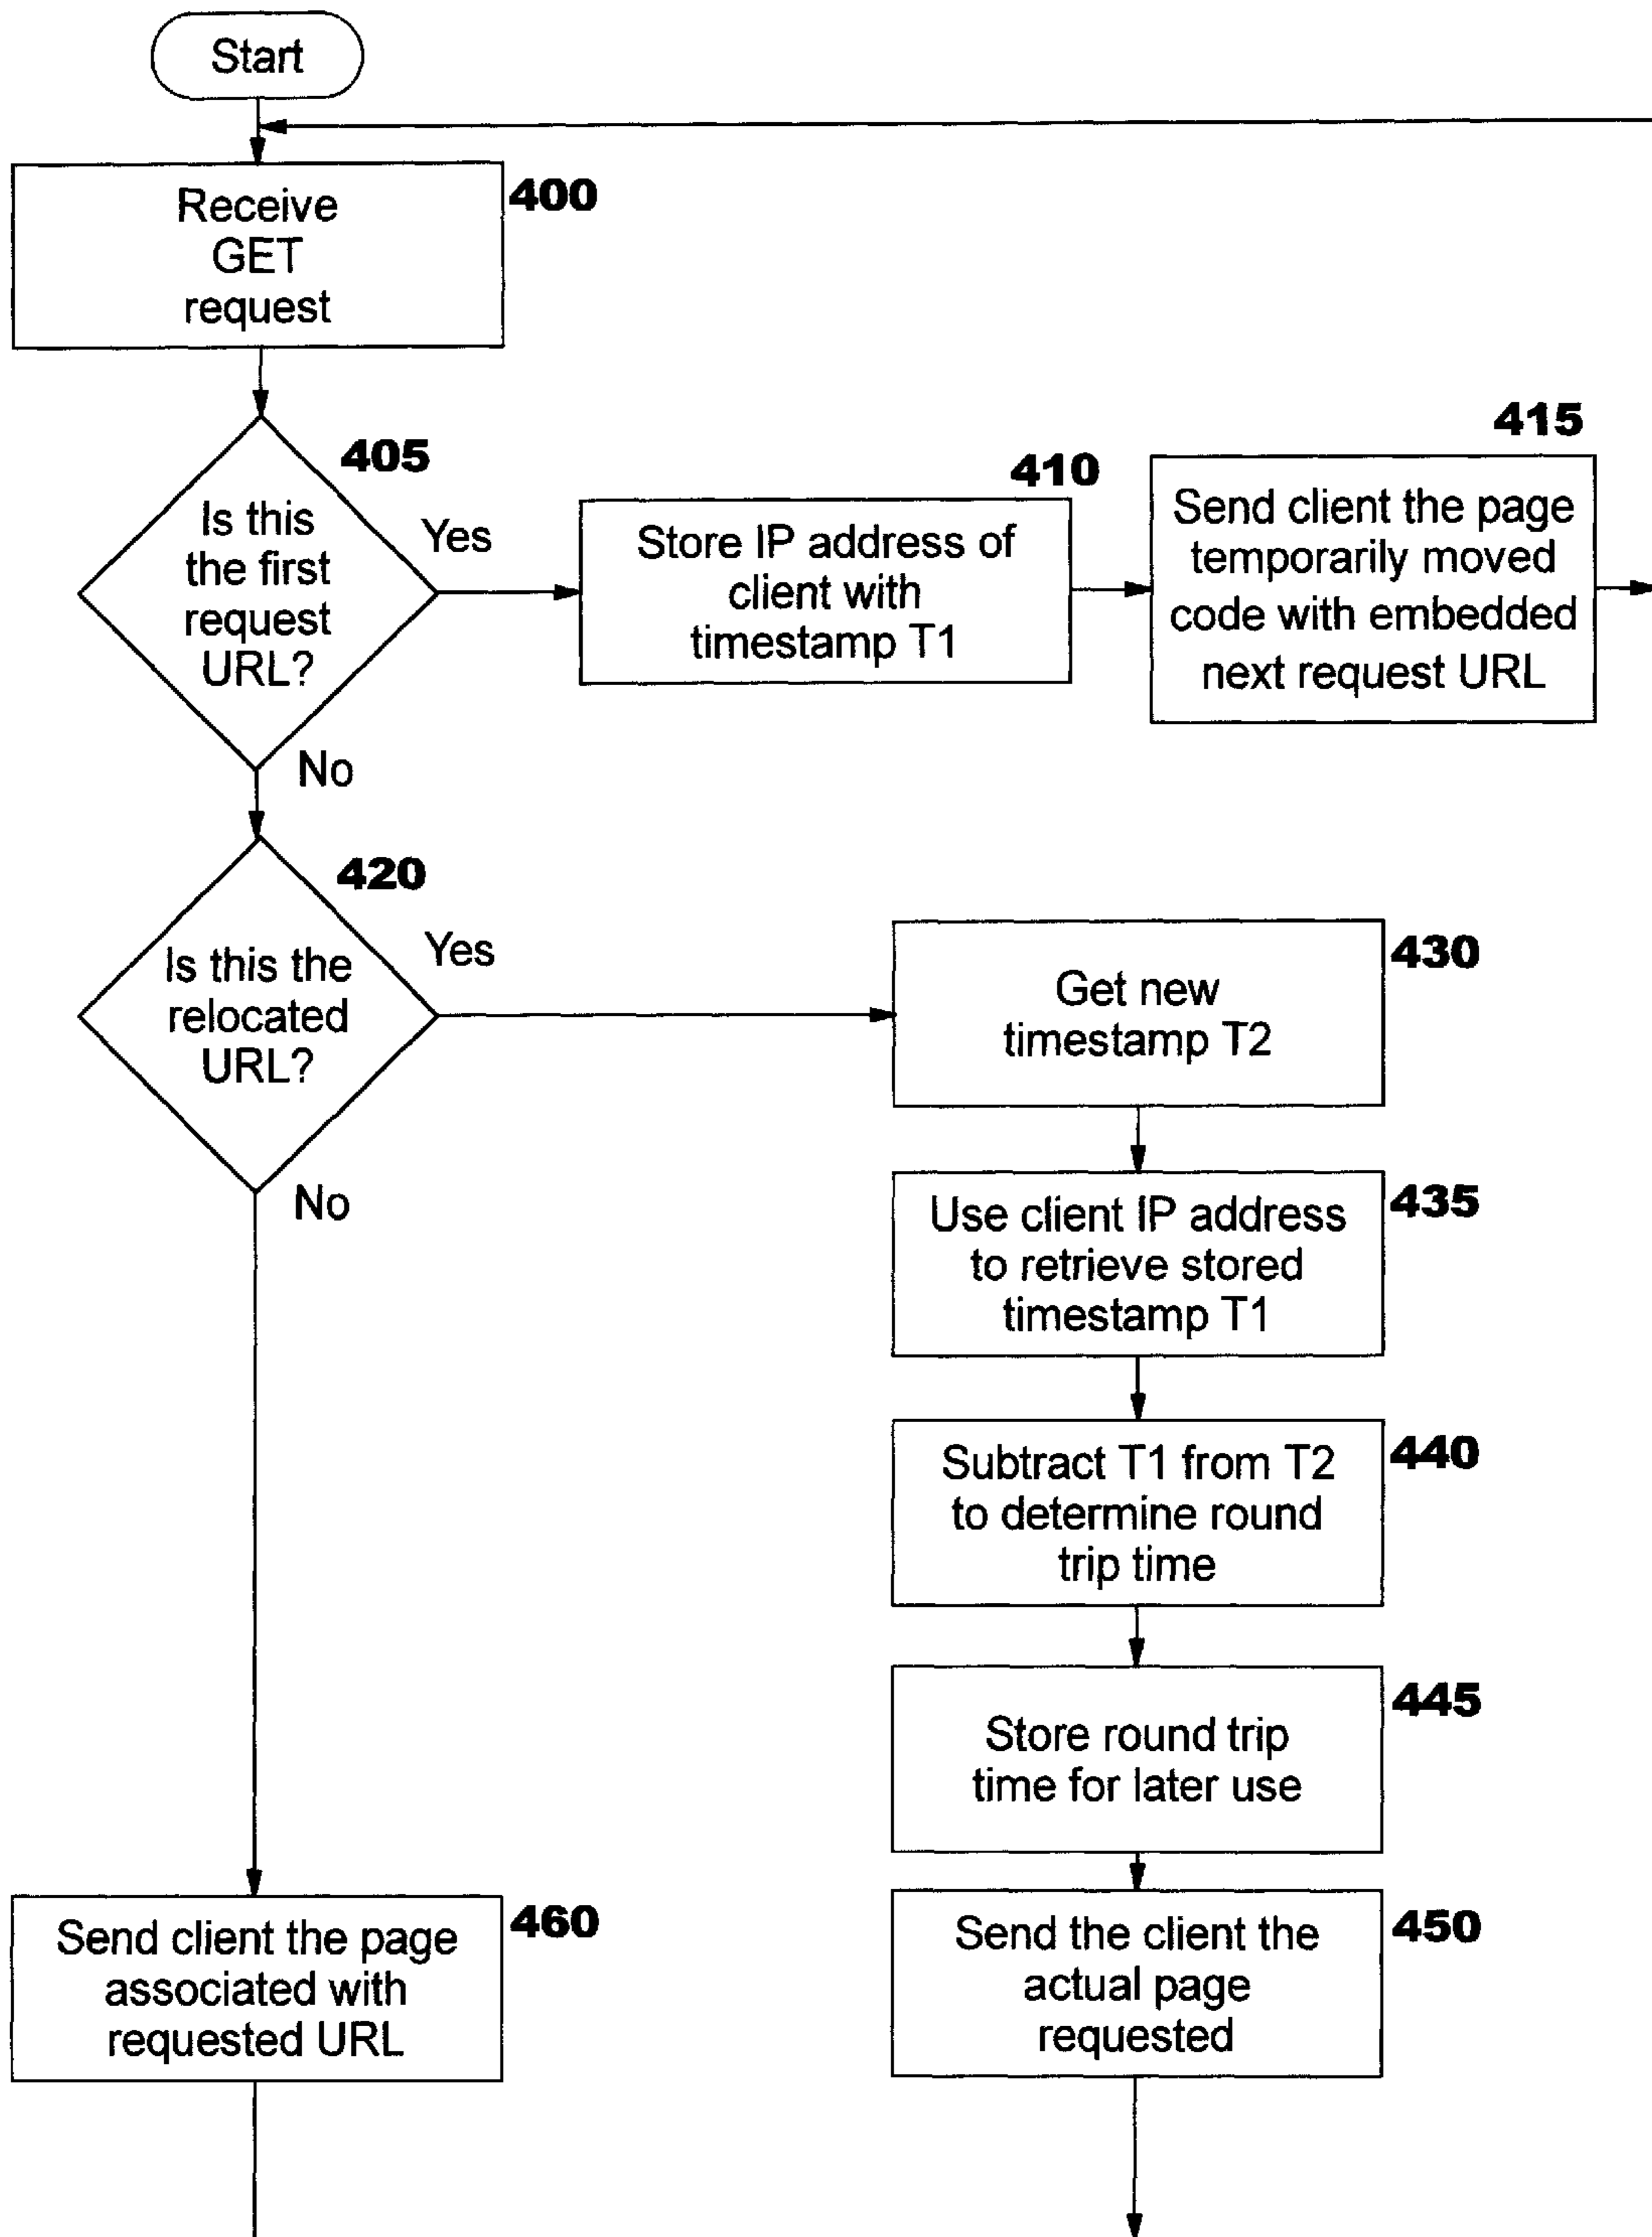 Start
Receive
GET
request
400
405
Is this
the first
request
URL?
Yes
No
410
Store IP address of
client with
timestamp T1
415
Send client the page
temporarily moved
code with embedded
next request URL
420
Is this the
relocated
URL?
Yes
No
430
Get new
timestamp T2
435
Use client IP address
to retrieve stored
timestamp T1
440
Subtract T1 from T2
to determine round
trip time
445
Store round trip
time for later use
460
Send client the page
associated with
requested URL
450
Send the client the
actual page
requested